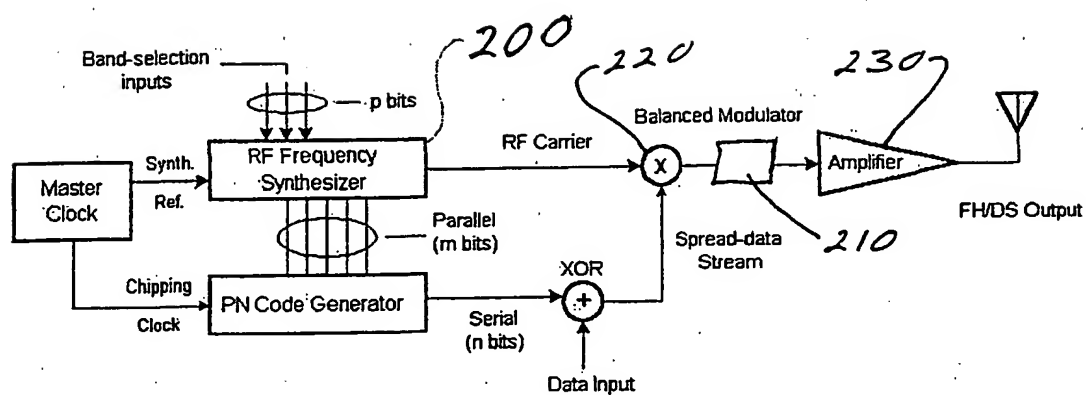 200
220
230
Band-selection
inputs
p bits
Balanced Modulator
Synth.
Ref.
RF Frequency
Synthesizer
RF Carrier
X
Amplifier
Master
Clock
Parallel
(m bits)
FH/DS Output
210
Spread-data
Stream
Chipping
Clock
PN Code Generator
XOR
+
Serial
(n bits)
Data Input